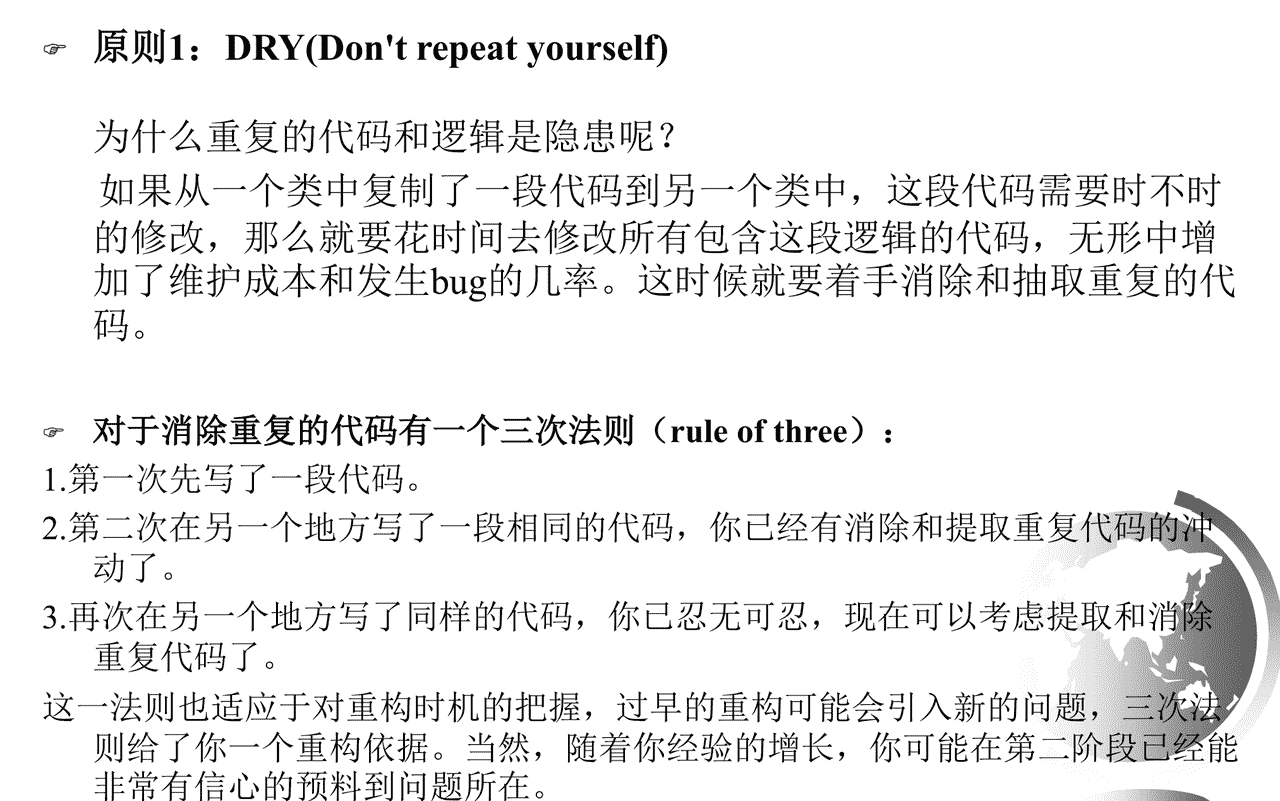 ☞ 原则1：DRY(Don't repeat yourself)
为什么重复的代码和逻辑是隐患呢？
如果从一个类中复制了一段代码到另一个类中，这段代码需要时不时
的修改，那么就要花时间去修改所有包含这段逻辑的代码，无形中增
加了维护成本和发生bug的几率。这时候就要着手消除和抽取重复的代
码。
☞ 对于消除重复的代码有一个三次法则（rule of three）：
1.第一次先写了一段代码。
2.第二次在另一个地方写了一段相同的代码，你已经有消除和提取重复代码的冲
动了。
3.再次在另一个地方写了同样的代码，你已忍无可忍，现在可以考虑提取和消除
重复代码了。
这一法则也适应于对重构时机的把握，过早的重构可能会引入新的问题，三次法
则给了你一个重构依据。当然，随着你经验的增长，你可能在第二阶段已经能
非常有信心的预料到问题所在。